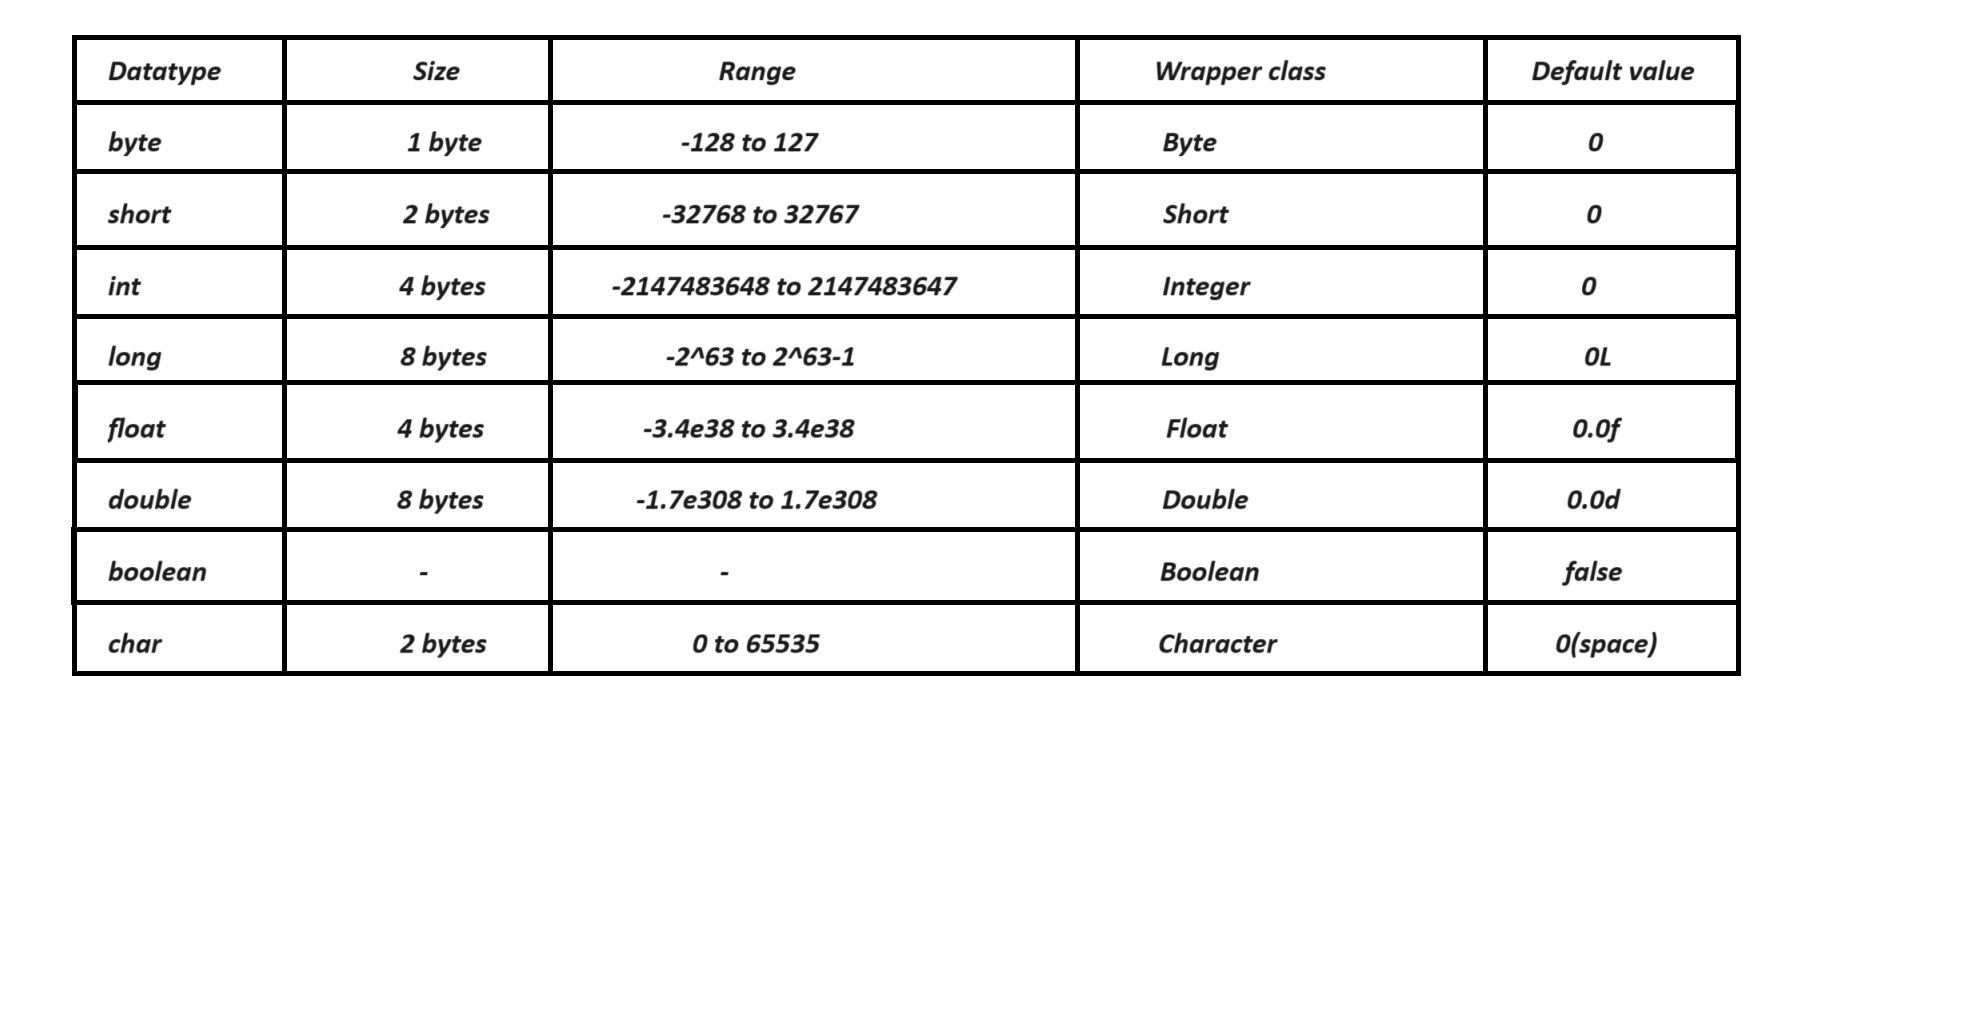 Datatype Size Range Wrapper class Default value
byte 1 byte -128 to 127 Byte 0
short 2 bytes -32768 to 32767 Short 0
int 4 bytes -2147483648 to 2147483647 Integer 0
long 8 bytes -2^63 to 2^63-1 Long 0L
float 4 bytes -3.4e38 to 3.4e38 Float 0.0f
double 8 bytes -1.7e308 to 1.7e308 Double 0.0d
boolean - - Boolean false
char 2 bytes 0 to 65535 Character 0(space)